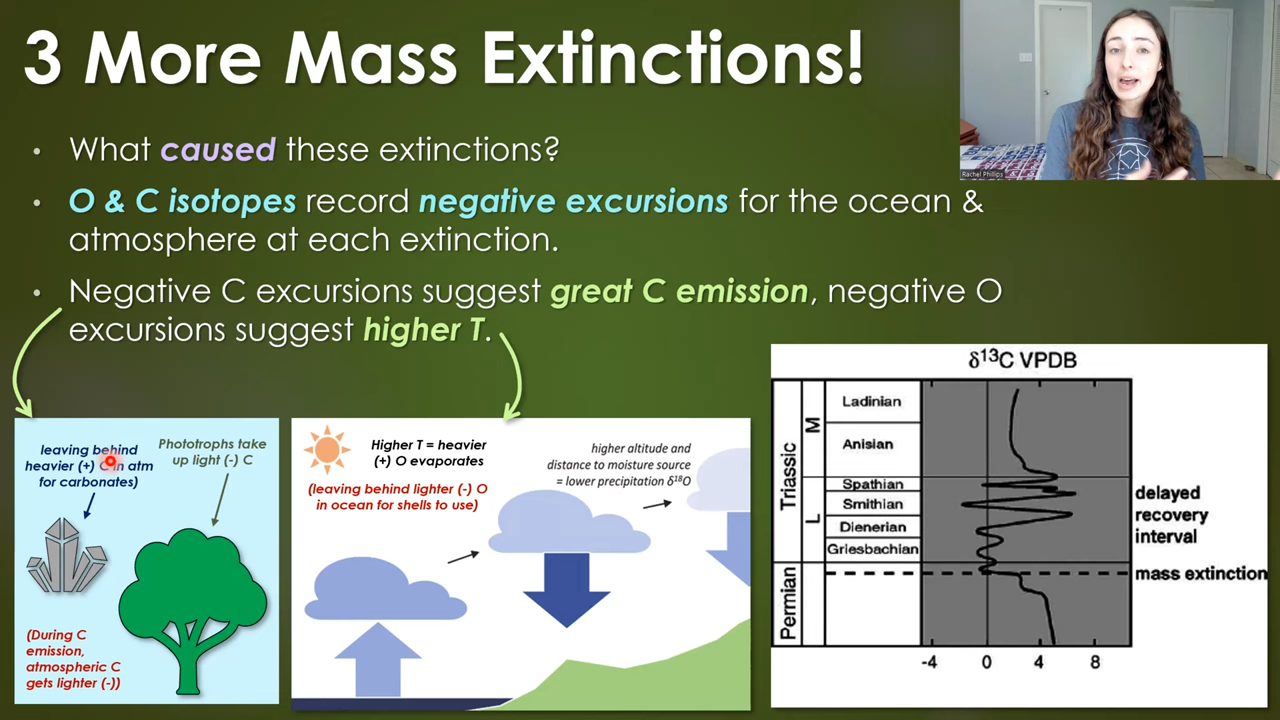 3 More Mass Extinctions!
Rachel Phillips
• What caused these extinctions?
• O & C isotopes record negative excursions for the ocean &
atmosphere at each extinction.
• Negative C excursions suggest great C emission, negative O
excursions suggest higher T.
leaving behind
heavier (+) C in atm
for carbonates)
Phototrophs take
up light (-) C
(During C
emission,
atmospheric C
gets lighter (-))
Higher T = heavier
(+) O evaporates
(leaving behind lighter (-) O
in ocean for shells to use)
higher altitude and
distance to moisture source
= lower precipitation δ¹⁸O
δ¹³C VPDB
Triassic
M
Ladinian
Anisian
L
Spathian
Smithian
Dienerian
Griesbachian
Permian
delayed
recovery
interval
mass extinction
-4 0 4 8